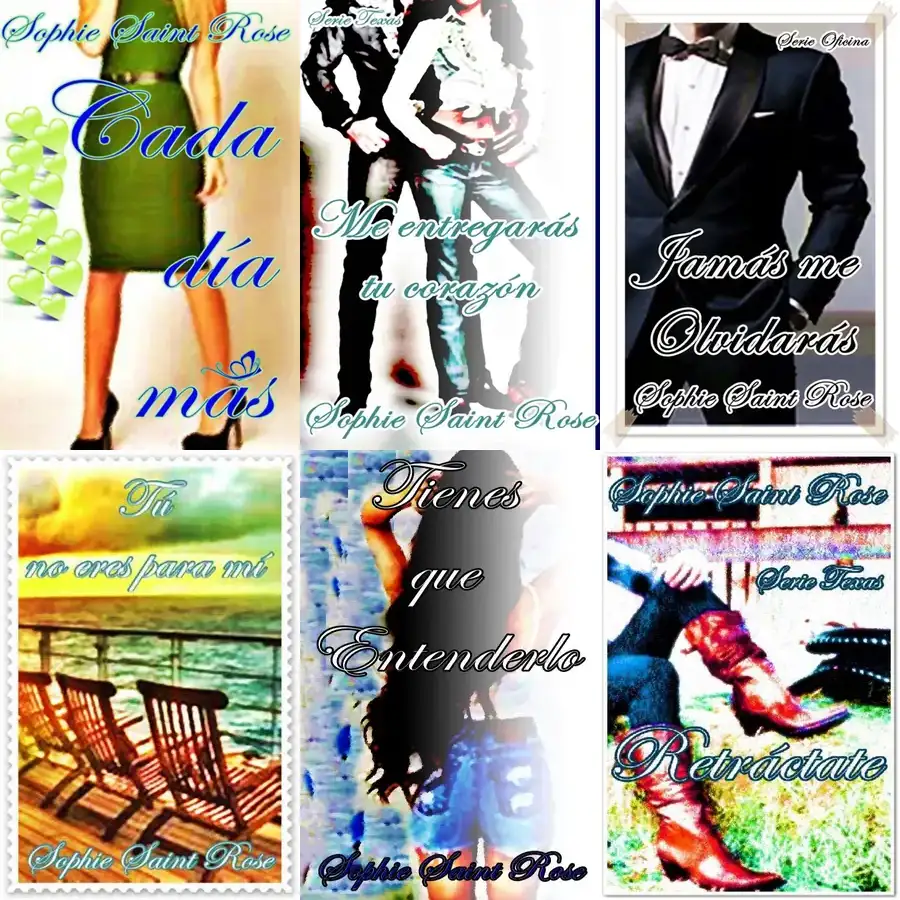 Sophie Saint Rose
Cada
día
más
Serie Texas
Me entregarás
tu corazón
Sophie Saint Rose
Serie Oficina
Jamás me
Olvidarás
Sophie Saint Rose
Tú
no eres para mí
Sophie Saint Rose
Tienes
que
Entenderlo
Sophie Saint Rose
Sophie Saint Rose
Serie Texas
Retráctate